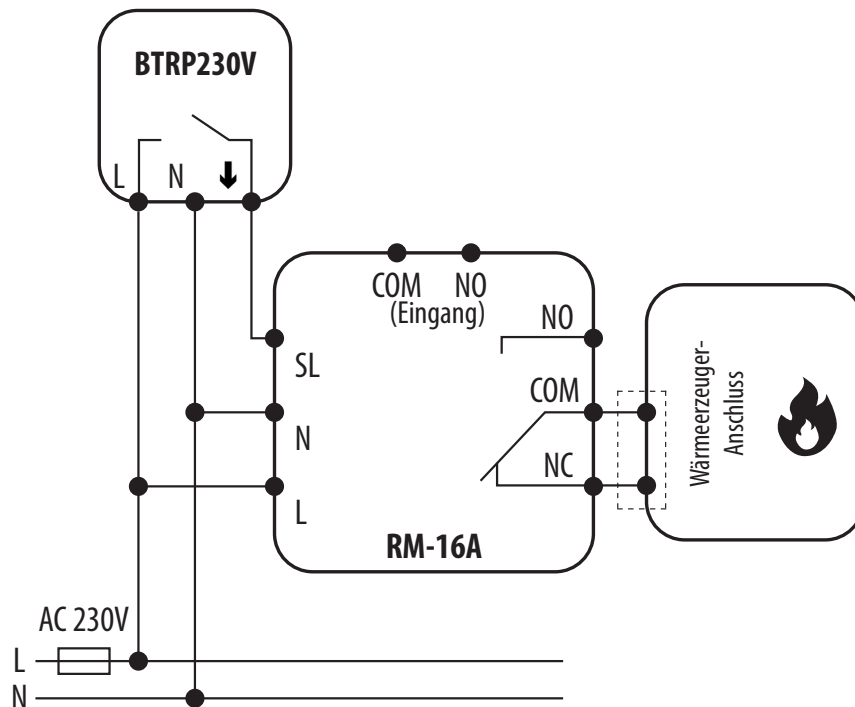 BTRP230V
L
N
COM
NO
(Eingang)
NO
SL
COM
Wärmeerzeuger-
Anschluss
N
NC
L
RM-16A
AC 230V
L
N